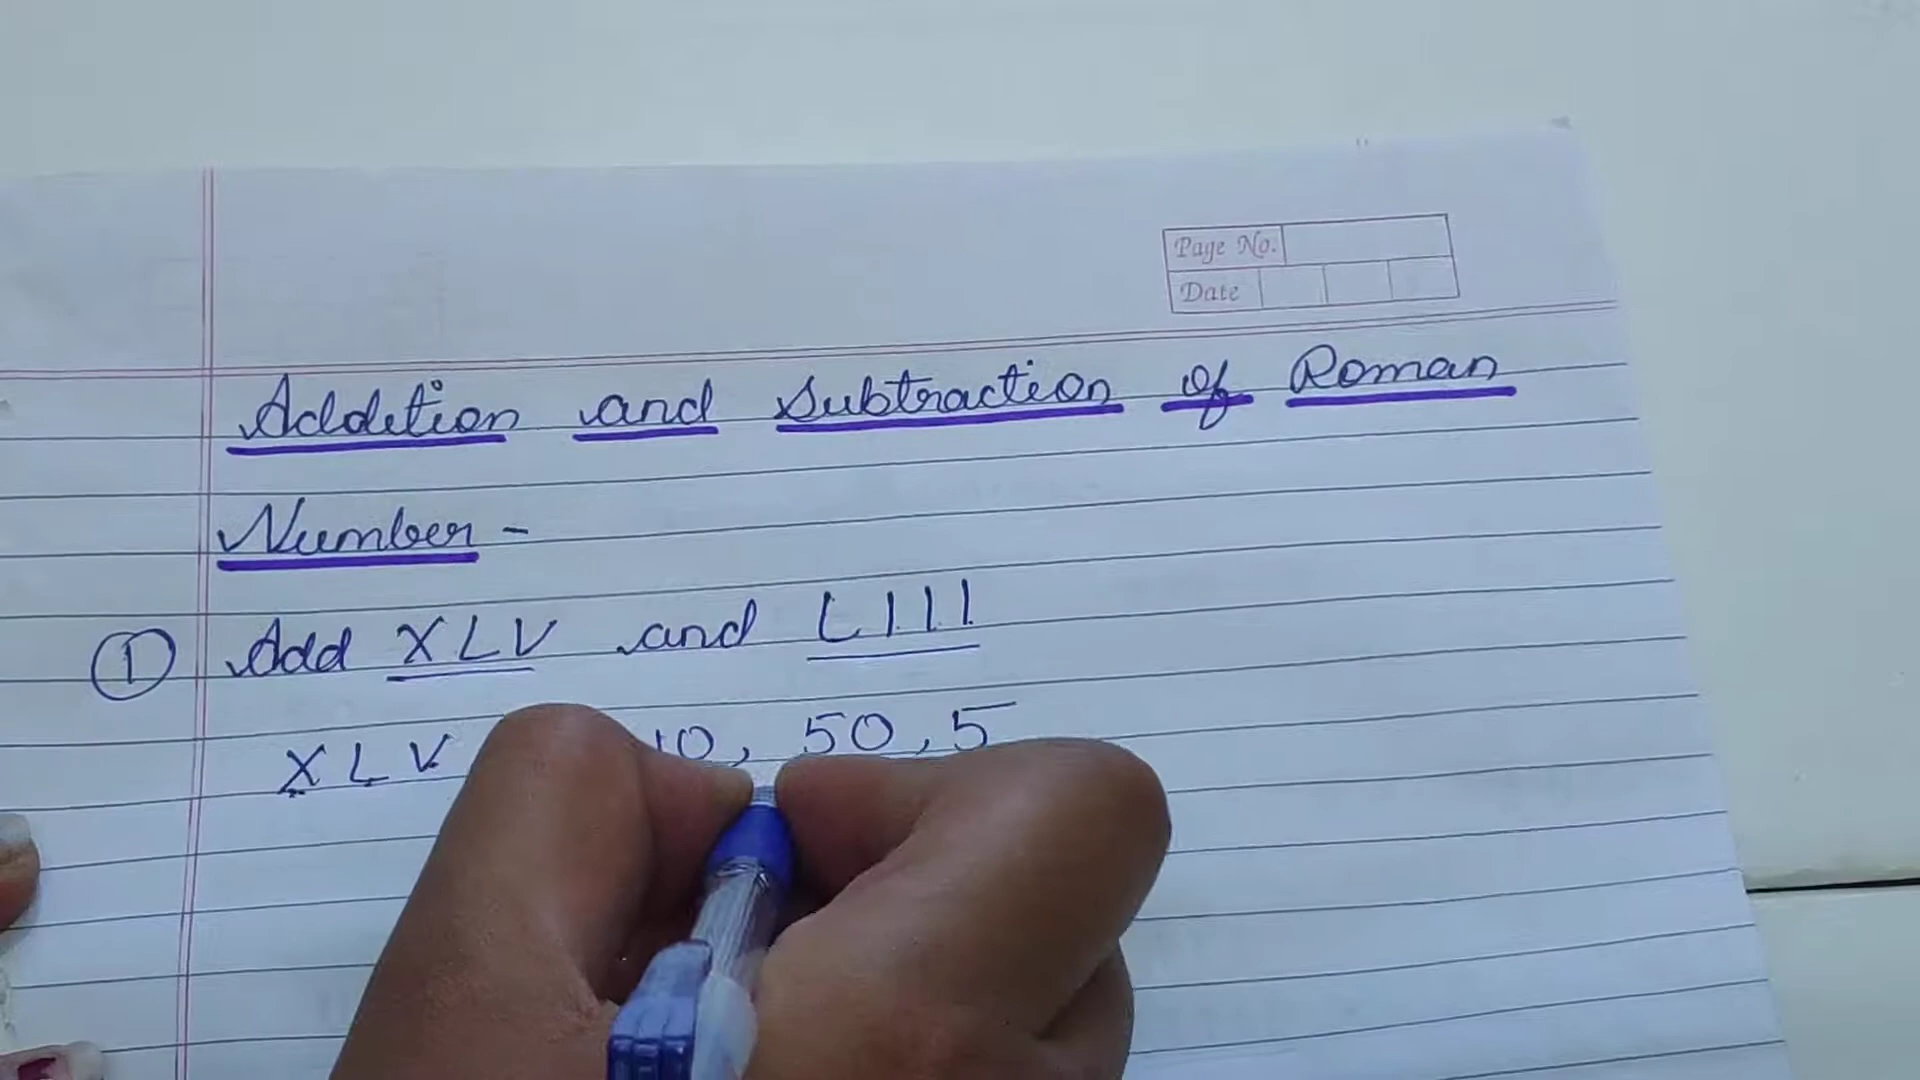 Page No.
Date
Addition and Subtraction of Roman
Number -
① Add XLV and LIII
XLV 10, 50, 5